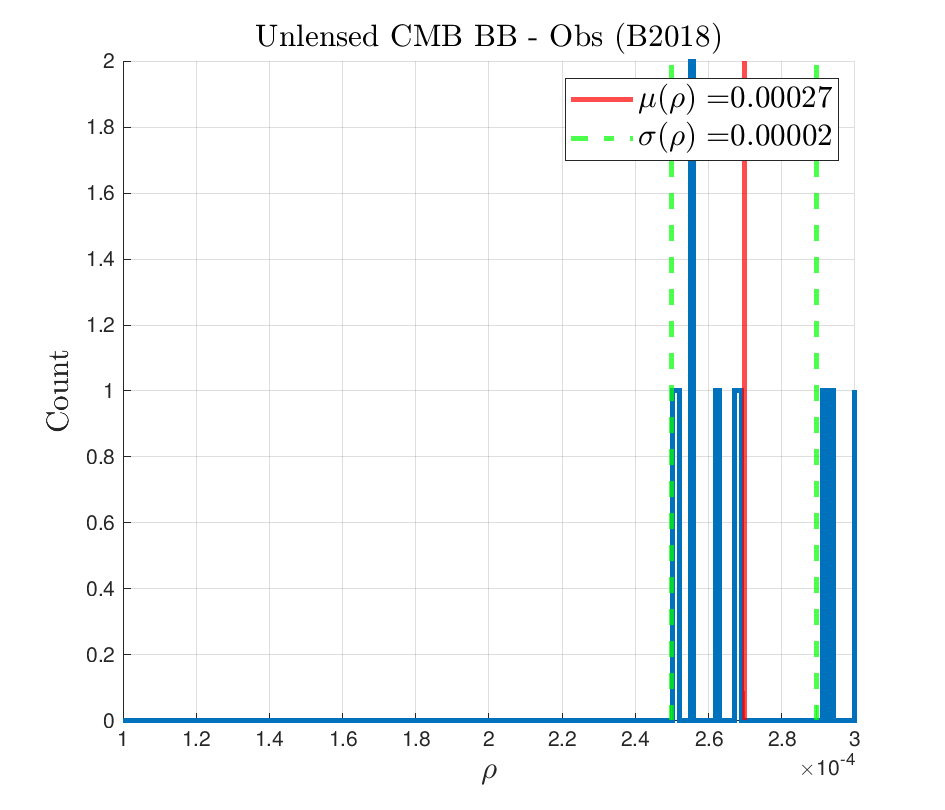 Unlensed CMB BB - Obs (B2018)
μ(ρ) =0.00027
σ(ρ) =0.00002
Count
2
1.8
1.6
1.4
1.2
1
0.8
0.6
0.4
0.2
0
1 1.2 1.4 1.6 1.8 2 2.2 2.4 2.6 2.8 3
×10⁻⁴
ρ